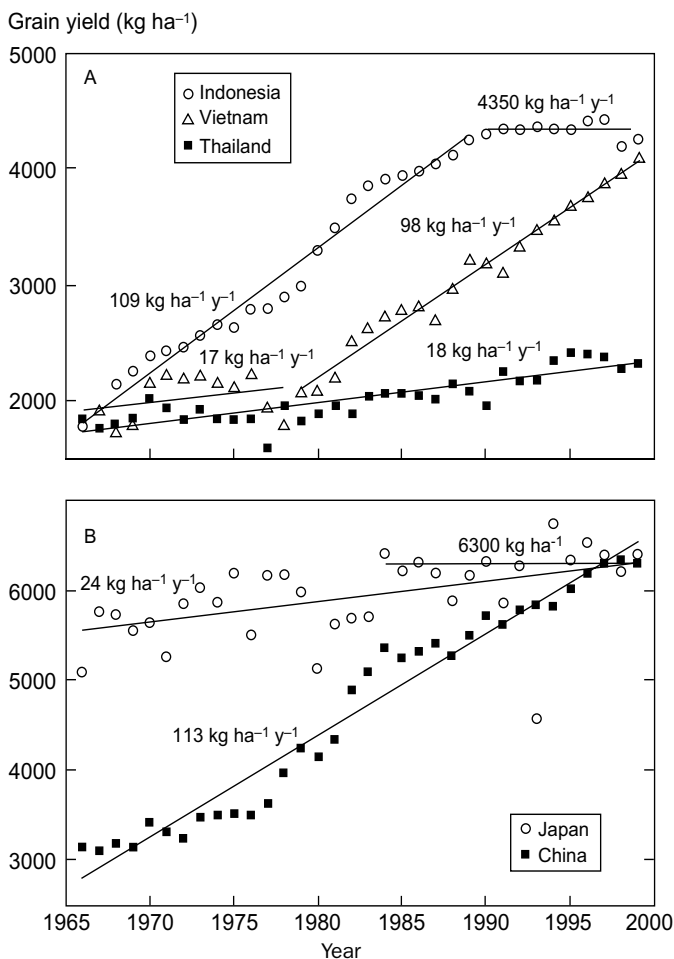 Grain yield (kg ha⁻¹)
5000
A
Indonesia
Vietnam
Thailand
4350 kg ha⁻¹ y⁻¹
4000
98 kg ha⁻¹ y⁻¹
3000
109 kg ha⁻¹ y⁻¹
17 kg ha⁻¹ y⁻¹
18 kg ha⁻¹ y⁻¹
2000
B
6300 kg ha⁻¹
24 kg ha⁻¹ y⁻¹
6000
5000
113 kg ha⁻¹ y⁻¹
4000
Japan
China
3000
1965 1970 1975 1980 1985 1990 1995 2000
Year